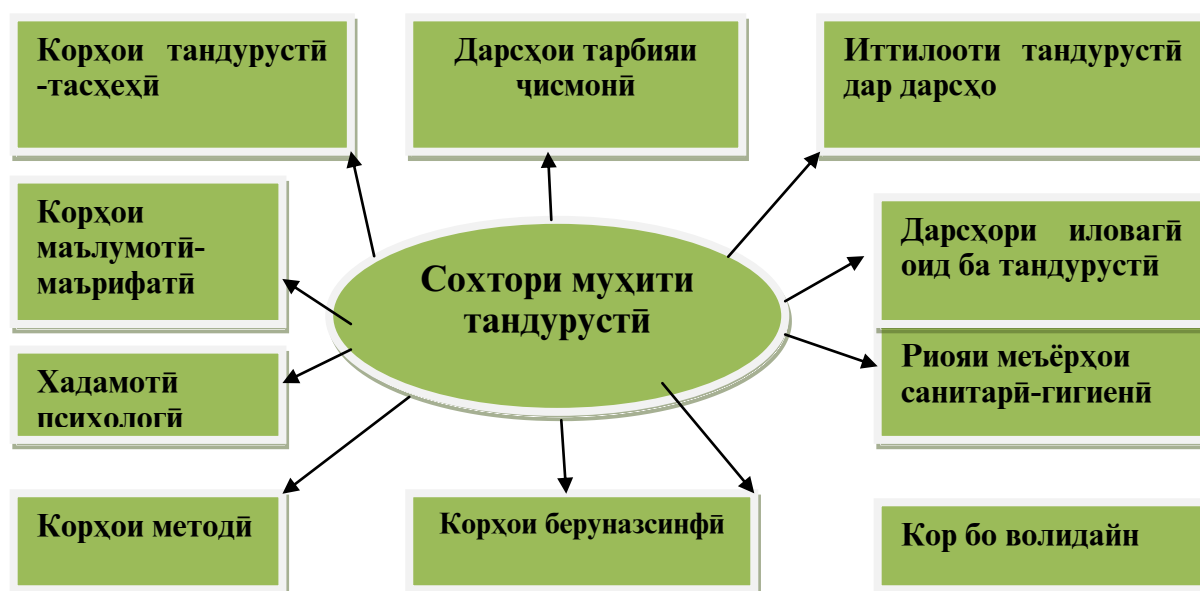 Корҳои тандурустӣ
-тасҳеҳӣ
Дарсҳои тарбияи
ҷисмонӣ
Иттилооти тандурустӣ
дар дарсҳо
Корҳои
маълумотӣ-
маърифатӣ
Сохтори муҳити
тандурустӣ
Дарсҳори иловагӣ
оид ба тандурустӣ
Хадамотӣ
психологӣ
Риояи меъёрҳои
санитарӣ-гигиенӣ
Корҳои методӣ
Корҳои беруназсинфӣ
Кор бо волидайн